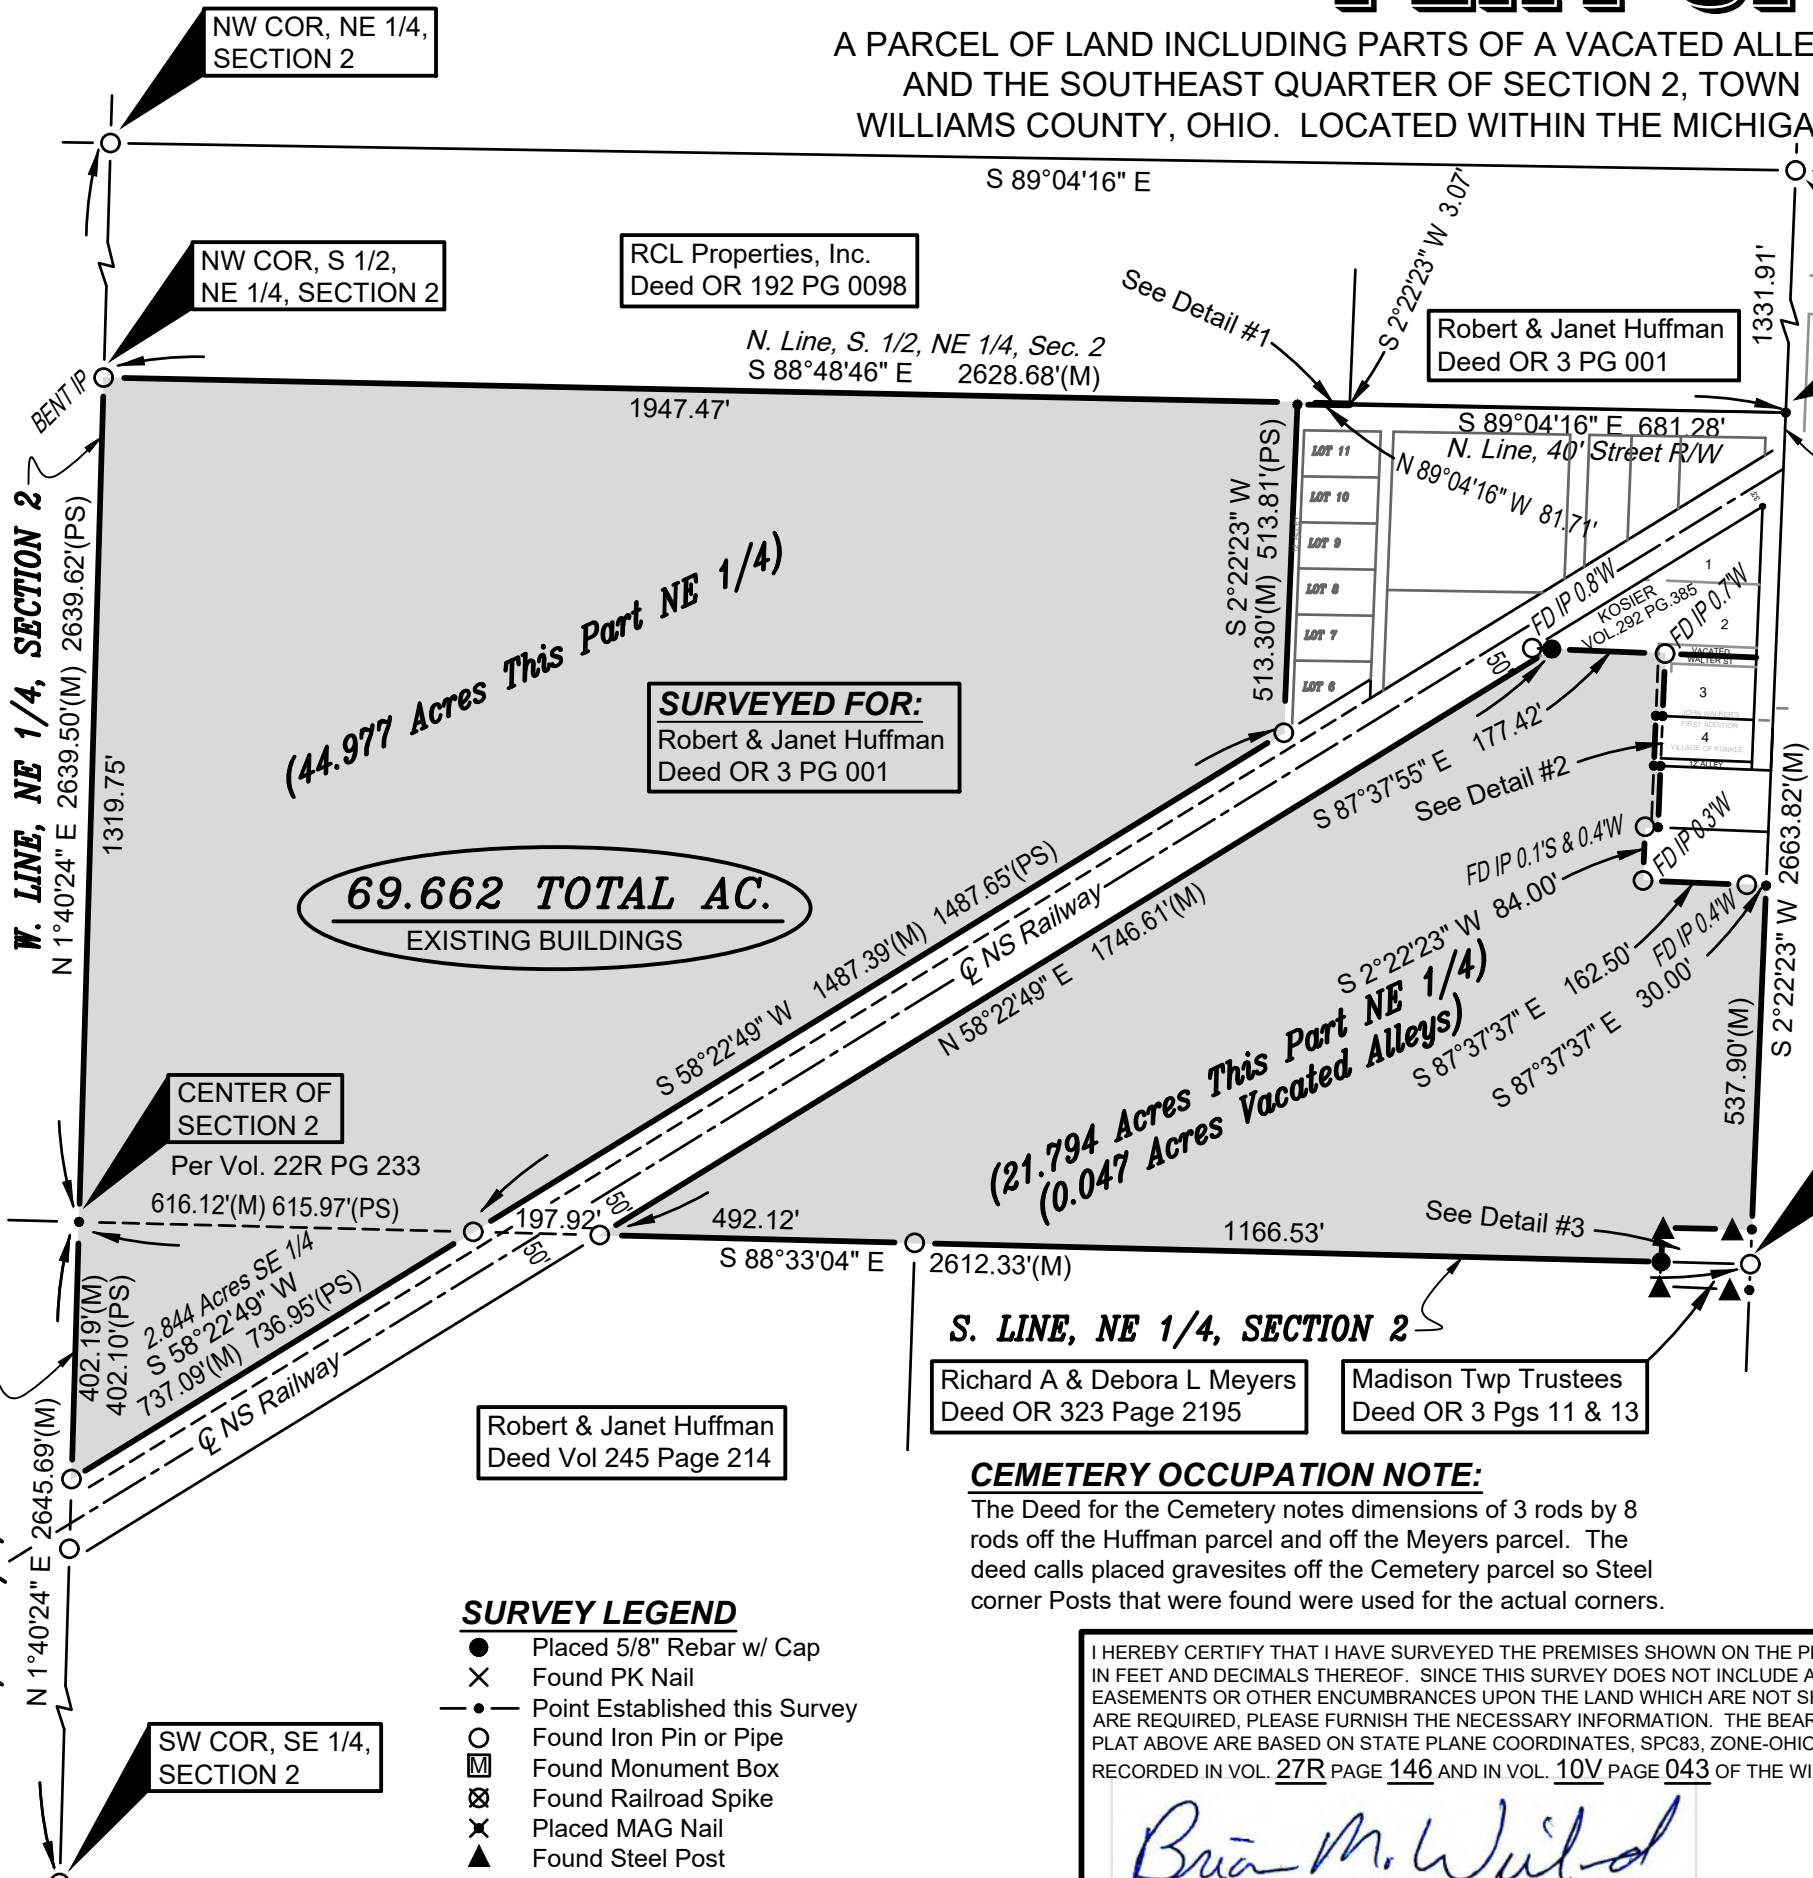 A PARCEL OF LAND INCLUDING PARTS OF A VACATED ALLE
AND THE SOUTHEAST QUARTER OF SECTION 2, TOWN
WILLIAMS COUNTY, OHIO. LOCATED WITHIN THE MICHIGA
NW COR, NE 1/4,
SECTION 2
S 89°04'16" E
NW COR, S 1/2,
NE 1/4, SECTION 2
RCL Properties, Inc.
Deed OR 192 PG 0098
See Detail #1
S 2°22'23" W 3.07'
Robert & Janet Huffman
Deed OR 3 PG 001
1331.91'
N. Line, S. 1/2, NE 1/4, Sec. 2
S 88°48'46" E 2628.68'(M)
1947.47'
BENT IP
S 89°04'16" E 681.28'
N. Line, 40' Street R/W
N 89°04'16" W 81.71'
W. LINE, NE 1/4, SECTION 2
N 1°40'24" E 2639.50'(M) 2639.62'(PS)
1319.75'
S 2°22'23" W
513.30'(M) 513.81'(PS)
LOT 11
LOT 10
LOT 9
LOT 8
LOT 7
LOT 6
12' ALLEY
33'
(44.977 Acres This Part NE 1/4)
SURVEYED FOR:
Robert & Janet Huffman
Deed OR 3 PG 001
FD IP 0.8'W
KOSIER
VOL.292 PG.385
FD IP 0.7'W
1
2
VACATED
WALTER ST
3
JOHN WALKER'S
FIRST ADDITION
4
VILLAGE OF KUNKLE
12' ALLEY
50'
S 87°37'55" E 177.42'
See Detail #2
FD IP 0.1'S & 0.4'W
FD IP 0.3'W
S 2°22'23" W 84.00'
S 87°37'37" E 162.50'
FD IP 0.4'W
S 87°37'37" E 30.00'
S 2°22'23" W 2663.82'(M)
537.90'(M)
69.662 TOTAL AC.
EXISTING BUILDINGS
S 58°22'49" W 1487.39'(M) 1487.65'(PS)
℄ NS Railway
N 58°22'49" E 1746.61'(M)
(21.794 Acres This Part NE 1/4)
(0.047 Acres Vacated Alleys)
CENTER OF
SECTION 2
Per Vol. 22R PG 233
616.12'(M) 615.97'(PS)
197.92'
50'
50'
492.12'
1166.53'
See Detail #3
S 88°33'04" E 2612.33'(M)
402.19'(M)
402.10'(PS)
2.844 Acres SE 1/4
S 58°22'49" W
737.09'(M) 736.95'(PS)
℄ NS Railway
S. LINE, NE 1/4, SECTION 2
Richard A & Debora L Meyers
Deed OR 323 Page 2195
Madison Twp Trustees
Deed OR 3 Pgs 11 & 13
Robert & Janet Huffman
Deed Vol 245 Page 214
N 1°40'24" E 2645.69'(M)
CEMETERY OCCUPATION NOTE:
The Deed for the Cemetery notes dimensions of 3 rods by 8
rods off the Huffman parcel and off the Meyers parcel. The
deed calls placed gravesites off the Cemetery parcel so Steel
corner Posts that were found were used for the actual corners.
SURVEY LEGEND
Placed 5/8" Rebar w/ Cap
Found PK Nail
Point Established this Survey
Found Iron Pin or Pipe
M Found Monument Box
Found Railroad Spike
Placed MAG Nail
Found Steel Post
SW COR, SE 1/4,
SECTION 2
I HEREBY CERTIFY THAT I HAVE SURVEYED THE PREMISES SHOWN ON THE PL
IN FEET AND DECIMALS THEREOF. SINCE THIS SURVEY DOES NOT INCLUDE A
EASEMENTS OR OTHER ENCUMBRANCES UPON THE LAND WHICH ARE NOT SH
ARE REQUIRED, PLEASE FURNISH THE NECESSARY INFORMATION. THE BEAR
PLAT ABOVE ARE BASED ON STATE PLANE COORDINATES, SPC83, ZONE-OHIO
RECORDED IN VOL. 27R PAGE 146 AND IN VOL. 10V PAGE 043 OF THE WI
Brian M.